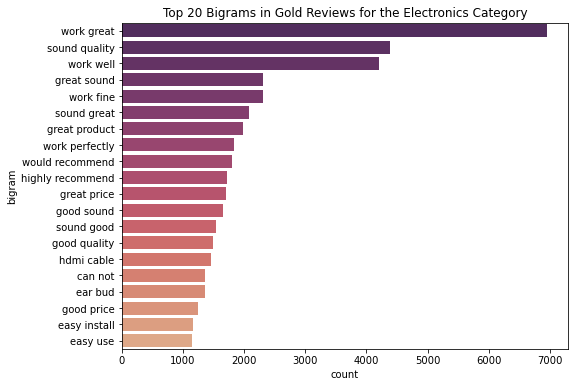 Top 20 Bigrams in Gold Reviews for the Electronics Category
work great
sound quality
work well
great sound
work fine
sound great
great product
work perfectly
would recommend
highly recommend
great price
good sound
sound good
good quality
hdmi cable
can not
ear bud
good price
easy install
easy use
bigram
0 1000 2000 3000 4000 5000 6000 7000
count